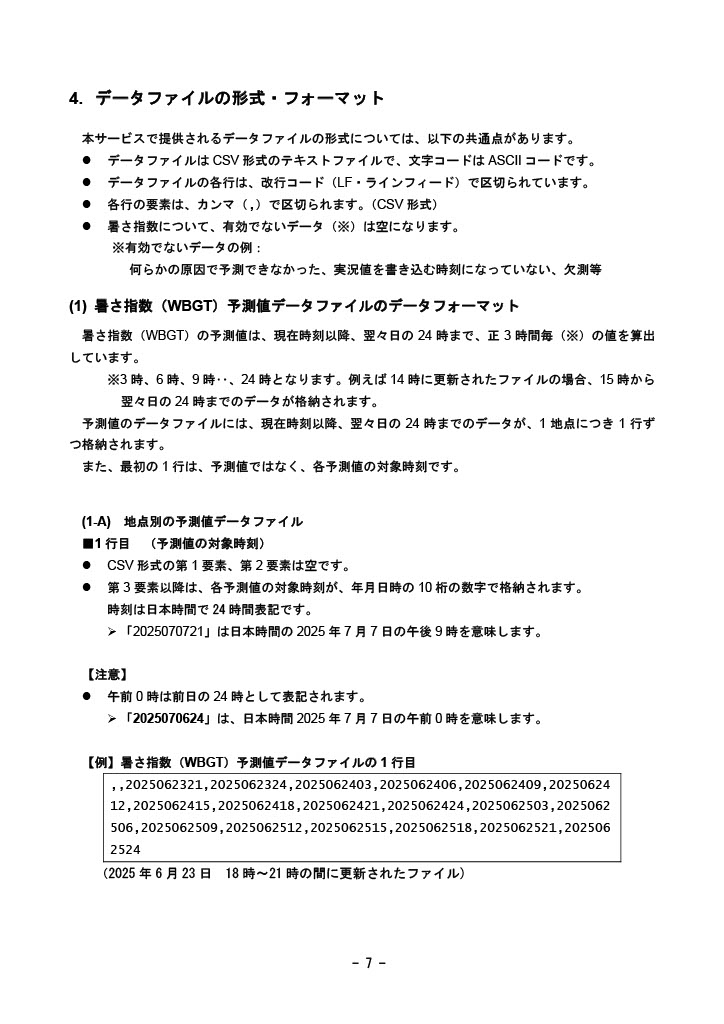 4. データファイルの形式・フォーマット
本サービスで提供されるデータファイルの形式については、以下の共通点があります。
● データファイルは CSV 形式のテキストファイルで、文字コードは ASCII コードです。
● データファイルの各行は、改行コード（LF・ラインフィード）で区切られています。
● 各行の要素は、カンマ（,）で区切られます。（CSV 形式）
● 暑さ指数について、有効でないデータ（※）は空になります。
※有効でないデータの例：
何らかの原因で予測できなかった、実況値を書き込む時刻になっていない、欠測等
(1) 暑さ指数（WBGT）予測値データファイルのデータフォーマット
暑さ指数（WBGT）の予測値は、現在時刻以降、翌々日の 24 時まで、正 3 時間毎（※）の値を算出
しています。
※3 時、6 時、9 時‥、24 時となります。例えば 14 時に更新されたファイルの場合、15 時から
翌々日の 24 時までのデータが格納されます。
予測値のデータファイルには、現在時刻以降、翌々日の 24 時までのデータが、1 地点につき 1 行ず
つ格納されます。
また、最初の 1 行は、予測値ではなく、各予測値の対象時刻です。
(1-A) 地点別の予測値データファイル
■1 行目 （予測値の対象時刻）
● CSV 形式の第 1 要素、第 2 要素は空です。
● 第 3 要素以降は、各予測値の対象時刻が、年月日時の 10 桁の数字で格納されます。
時刻は日本時間で 24 時間表記です。
➢「2025070721」は日本時間の 2025 年 7 月 7 日の午後 9 時を意味します。
【注意】
● 午前 0 時は前日の 24 時として表記されます。
➢「2025070624」は、日本時間 2025 年 7 月 7 日の午前 0 時を意味します。
【例】暑さ指数（WBGT）予測値データファイルの 1 行目
,,2025062321,2025062324,2025062403,2025062406,2025062409,20250624
12,2025062415,2025062418,2025062421,2025062424,2025062503,2025062
506,2025062509,2025062512,2025062515,2025062518,2025062521,202506
2524
（2025 年 6 月 23 日 18 時～21 時の間に更新されたファイル）
- 7 -